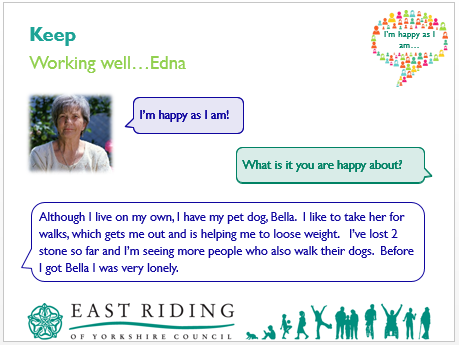 Keep
Working well…Edna
I'm happy as I
am…
I'm happy as I am!
What is it you are happy about?
Although I live on my own, I have my pet dog, Bella. I like to take her for
walks, which gets me out and is helping me to loose weight. I've lost 2
stone so far and I'm seeing more people who also walk their dogs. Before
I got Bella I was very lonely.
EAST RIDING
OF YORKSHIRE COUNCIL